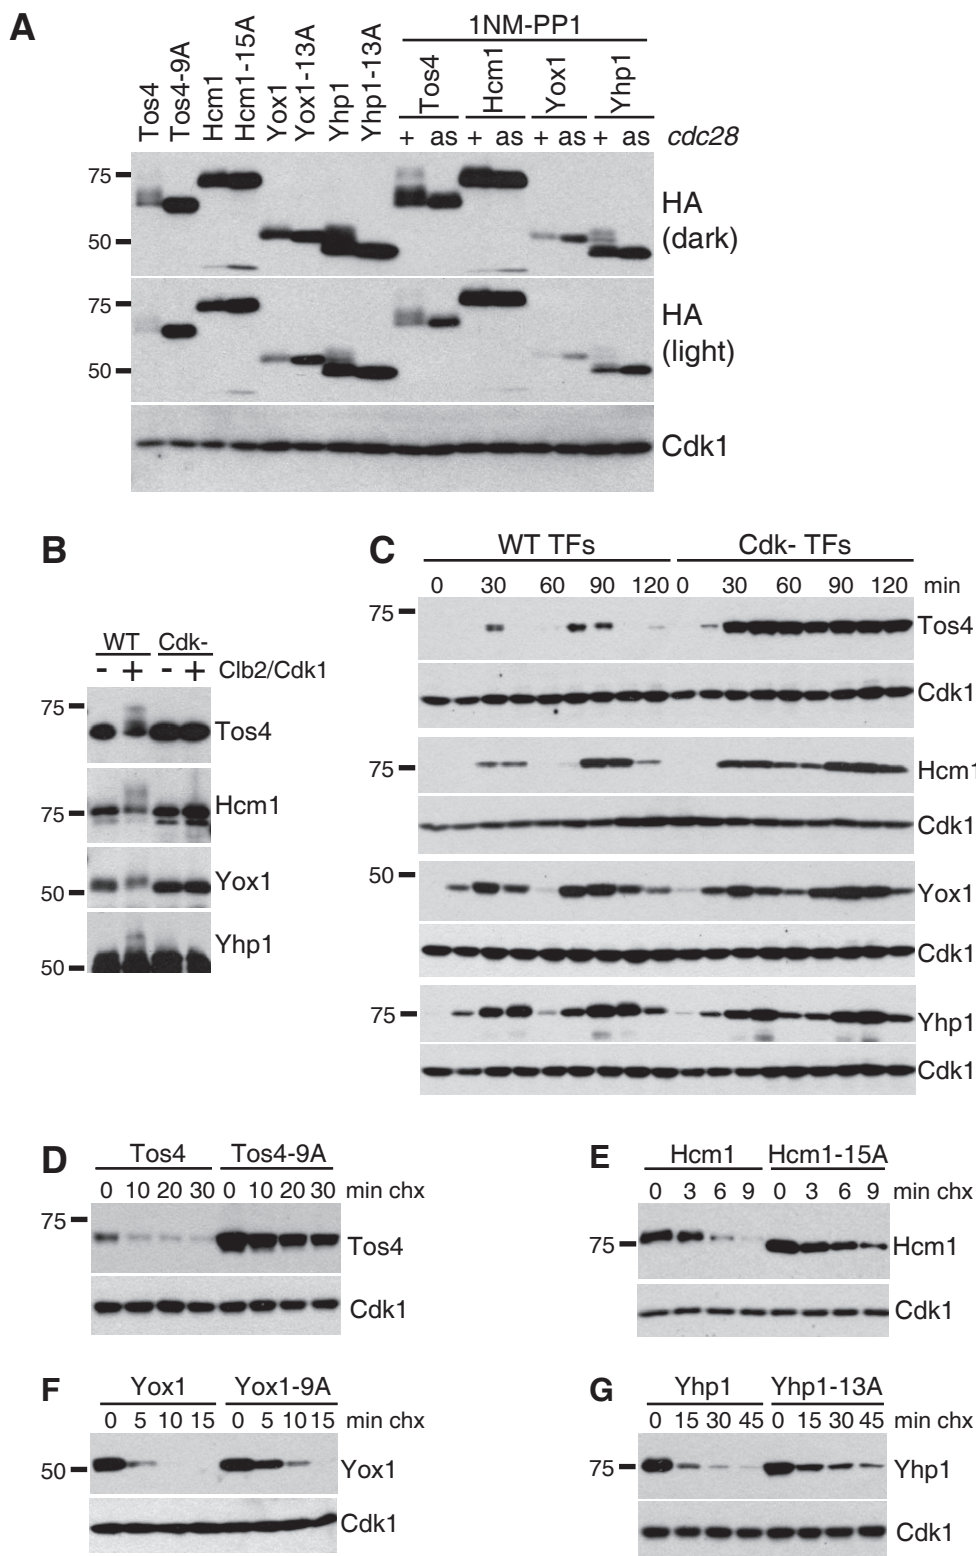 A
Tos4
Tos4-9A
Hcm1
Hcm1-15A
Yox1
Yox1-13A
Yhp1
Yhp1-13A
1NM-PP1
Tos4
Hcm1
Yox1
Yhp1
+ as + as + as + as cdc28
75
50
HA
(dark)
75
50
HA
(light)
Cdk1
B
WT Cdk-
- + - + Clb2/Cdk1
75
Tos4
75
Hcm1
50
Yox1
50
Yhp1
C
WT TFs Cdk- TFs
0 30 60 90 120 0 30 60 90 120 min
75
Tos4
Cdk1
75
Hcm1
Cdk1
50
Yox1
Cdk1
75
Yhp1
Cdk1
D
Tos4 Tos4-9A
0 10 20 30 0 10 20 30 min chx
75
Tos4
Cdk1
E
Hcm1 Hcm1-15A
0 3 6 9 0 3 6 9 min chx
75
Hcm1
Cdk1
F
Yox1 Yox1-9A
0 5 10 15 0 5 10 15 min chx
50
Yox1
Cdk1
G
Yhp1 Yhp1-13A
0 15 30 45 0 15 30 45 min chx
75
Yhp1
Cdk1